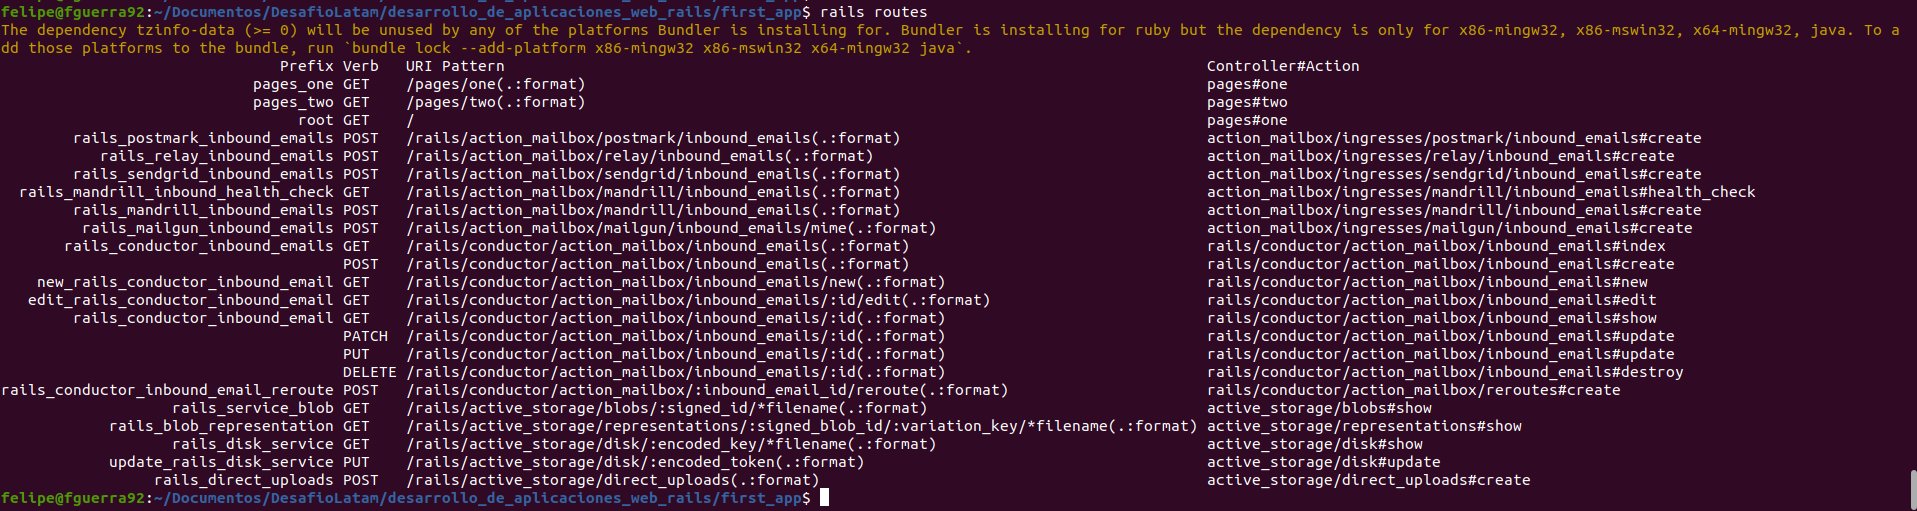 felipe@fguerra92:~/Documentos/DesafioLatam/desarrollo_de_aplicaciones_web_rails/first_app$ rails routes
The dependency tzinfo-data (>= 0) will be unused by any of the platforms Bundler is installing for. Bundler is installing for ruby but the dependency is only for x86-mingw32, x86-mswin32, x64-mingw32, java. To a
dd those platforms to the bundle, run `bundle lock --add-platform x86-mingw32 x86-mswin32 x64-mingw32 java`.
Prefix Verb URI Pattern Controller#Action
pages_one GET /pages/one(.:format) pages#one
pages_two GET /pages/two(.:format) pages#two
root GET / pages#one
rails_postmark_inbound_emails POST /rails/action_mailbox/postmark/inbound_emails(.:format) action_mailbox/ingresses/postmark/inbound_emails#create
rails_relay_inbound_emails POST /rails/action_mailbox/relay/inbound_emails(.:format) action_mailbox/ingresses/relay/inbound_emails#create
rails_sendgrid_inbound_emails POST /rails/action_mailbox/sendgrid/inbound_emails(.:format) action_mailbox/ingresses/sendgrid/inbound_emails#create
rails_mandrill_inbound_health_check GET /rails/action_mailbox/mandrill/inbound_emails(.:format) action_mailbox/ingresses/mandrill/inbound_emails#health_check
rails_mandrill_inbound_emails POST /rails/action_mailbox/mandrill/inbound_emails(.:format) action_mailbox/ingresses/mandrill/inbound_emails#create
rails_mailgun_inbound_emails POST /rails/action_mailbox/mailgun/inbound_emails/mime(.:format) action_mailbox/ingresses/mailgun/inbound_emails#create
rails_conductor_inbound_emails GET /rails/conductor/action_mailbox/inbound_emails(.:format) rails/conductor/action_mailbox/inbound_emails#index
POST /rails/conductor/action_mailbox/inbound_emails(.:format) rails/conductor/action_mailbox/inbound_emails#create
new_rails_conductor_inbound_email GET /rails/conductor/action_mailbox/inbound_emails/new(.:format) rails/conductor/action_mailbox/inbound_emails#new
edit_rails_conductor_inbound_email GET /rails/conductor/action_mailbox/inbound_emails/:id/edit(.:format) rails/conductor/action_mailbox/inbound_emails#edit
rails_conductor_inbound_email GET /rails/conductor/action_mailbox/inbound_emails/:id(.:format) rails/conductor/action_mailbox/inbound_emails#show
PATCH /rails/conductor/action_mailbox/inbound_emails/:id(.:format) rails/conductor/action_mailbox/inbound_emails#update
PUT /rails/conductor/action_mailbox/inbound_emails/:id(.:format) rails/conductor/action_mailbox/inbound_emails#update
DELETE /rails/conductor/action_mailbox/inbound_emails/:id(.:format) rails/conductor/action_mailbox/inbound_emails#destroy
rails_conductor_inbound_email_reroute POST /rails/conductor/action_mailbox/:inbound_email_id/reroute(.:format) rails/conductor/action_mailbox/reroutes#create
rails_service_blob GET /rails/active_storage/blobs/:signed_id/*filename(.:format) active_storage/blobs#show
rails_blob_representation GET /rails/active_storage/representations/:signed_blob_id/:variation_key/*filename(.:format) active_storage/representations#show
rails_disk_service GET /rails/active_storage/disk/:encoded_key/*filename(.:format) active_storage/disk#show
update_rails_disk_service PUT /rails/active_storage/disk/:encoded_token(.:format) active_storage/disk#update
rails_direct_uploads POST /rails/active_storage/direct_uploads(.:format) active_storage/direct_uploads#create
felipe@fguerra92:~/Documentos/DesafioLatam/desarrollo_de_aplicaciones_web_rails/first_app$